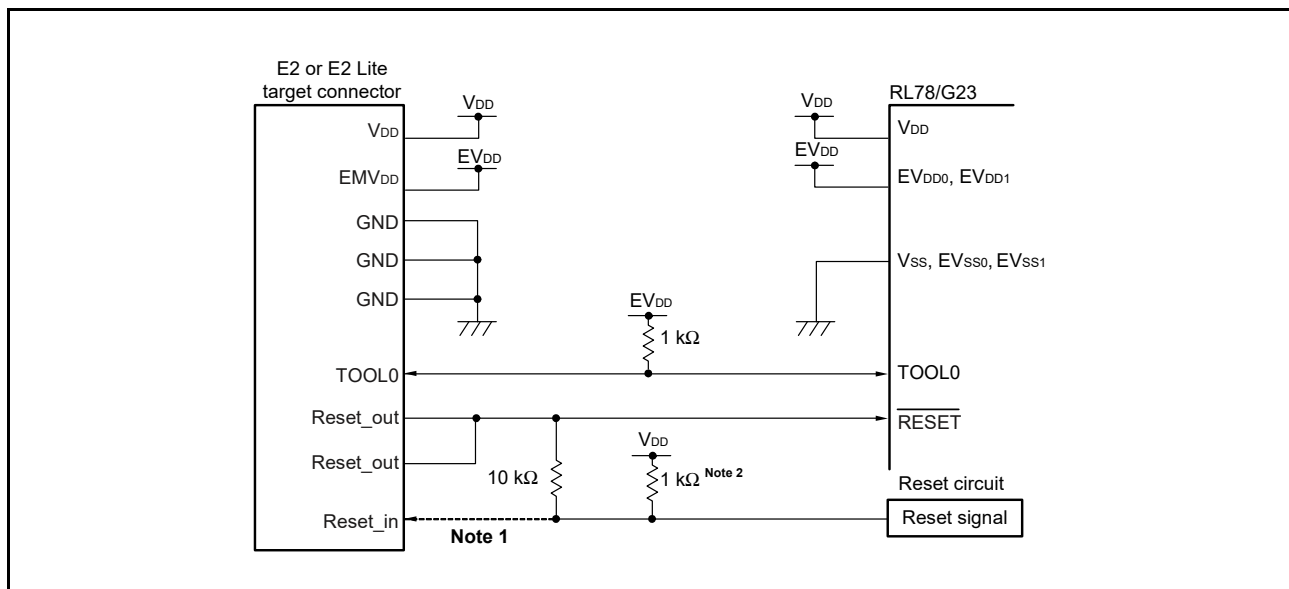 E2 or E2 Lite
target connector
VDD
EMVDD
GND
GND
GND
TOOL0
Reset_out
Reset_out
Reset_in
VDD
EVDD
EVDD
1 kΩ
10 kΩ
VDD
1 kΩ Note 2
Note 1
VDD
EVDD
RL78/G23
VDD
EVDD0, EVDD1
VSS, EVSS0, EVSS1
TOOL0
RESET
Reset circuit
Reset signal